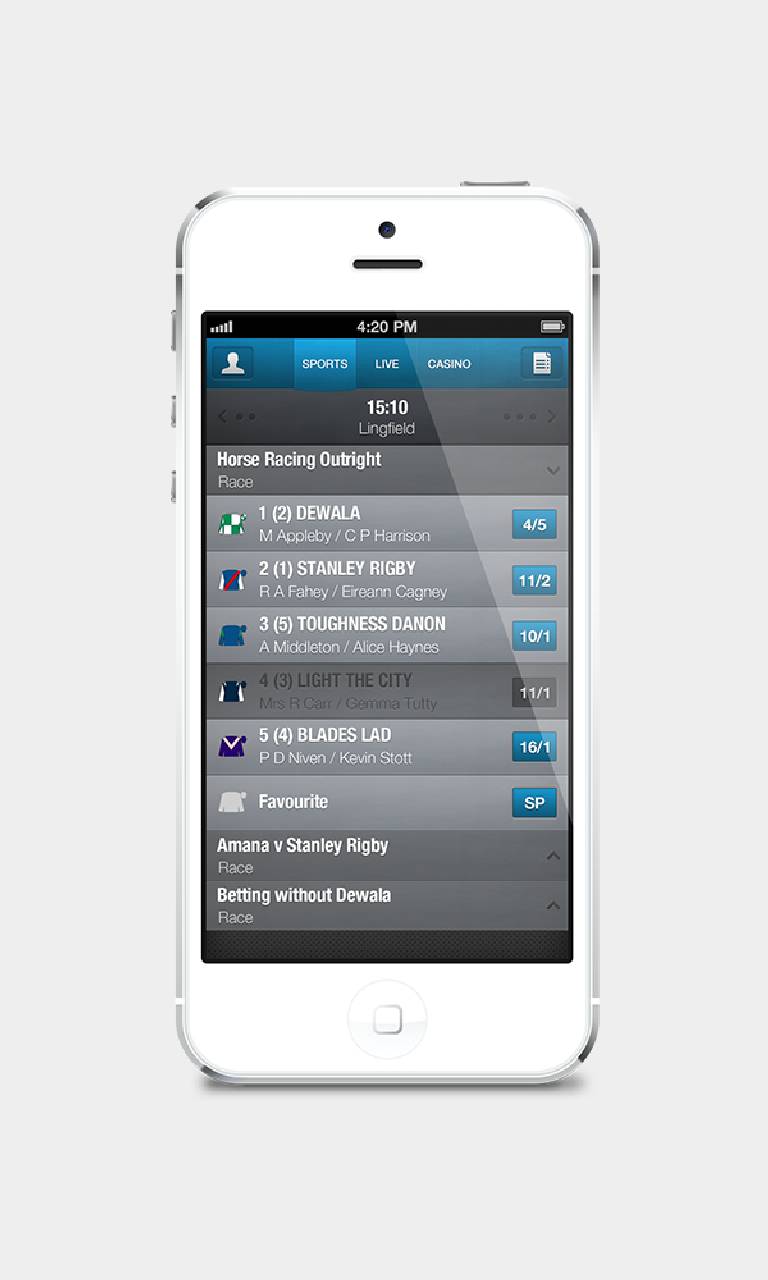 4:20 PM
SPORTS LIVE CASINO
15:10
Lingfield
Horse Racing Outright
Race
1 (2) DEWALA
M Appleby / C P Harrison
4/5
2 (1) STANLEY RIGBY
R A Fahey / Eireann Cagney
11/2
3 (5) TOUGHNESS DANON
A Middleton / Alice Haynes
10/1
4 (3) LIGHT THE CITY
Mrs R Carr / Gemma Tutty
11/1
5 (4) BLADES LAD
P D Niven / Kevin Stott
16/1
Favourite
SP
Amana v Stanley Rigby
Race
Betting without Dewala
Race